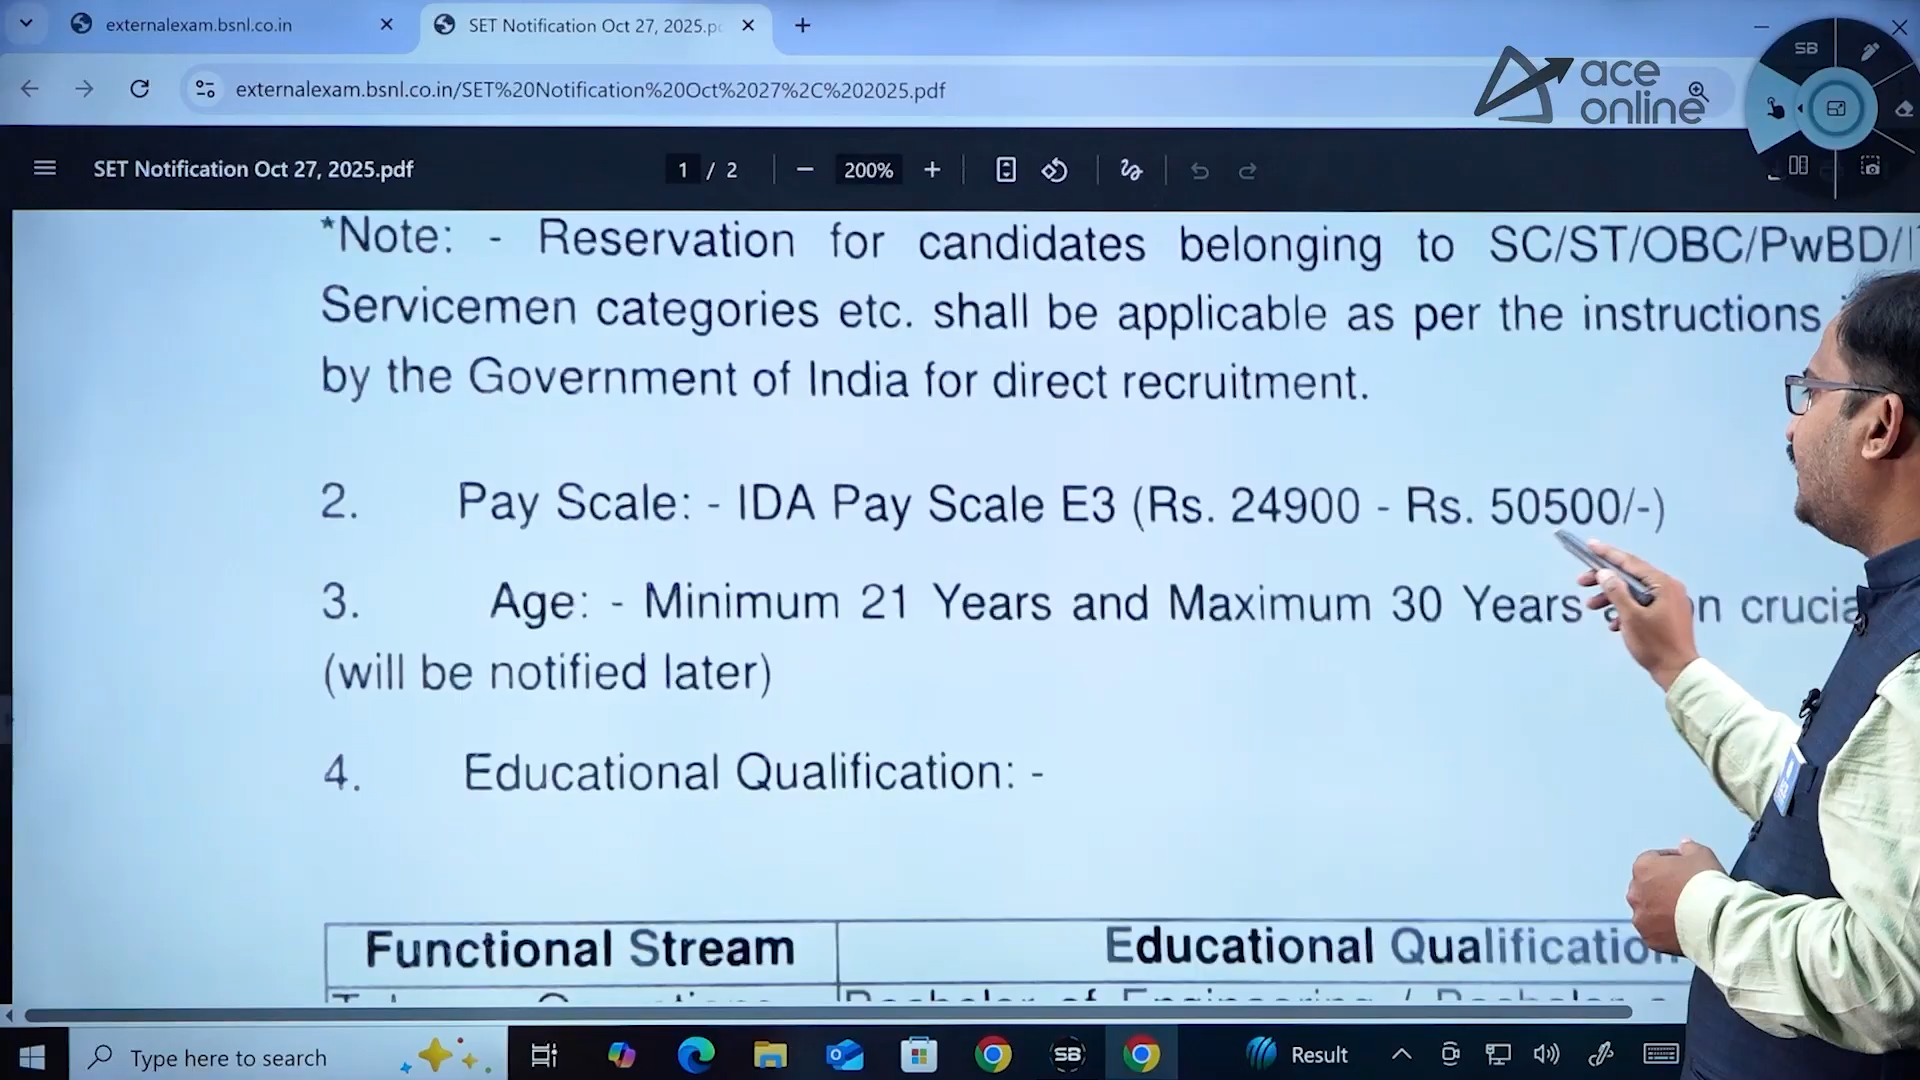 externalexam.bsnl.co.in
SET Notification Oct 27, 2025.p
externalexam.bsnl.co.in/SET%20Notification%20Oct%2027%2C%202025.pdf
SB
ace
online
SET Notification Oct 27, 2025.pdf
1 / 2
200%
*Note: - Reservation for candidates belonging to SC/ST/OBC/PwBD/
Servicemen categories etc. shall be applicable as per the instructions
by the Government of India for direct recruitment.
2. Pay Scale: - IDA Pay Scale E3 (Rs. 24900 - Rs. 50500/-)
3. Age: - Minimum 21 Years and Maximum 30 Years
(will be notified later)
4. Educational Qualification: -
Functional Stream Educational
Type here to search
SB
Result